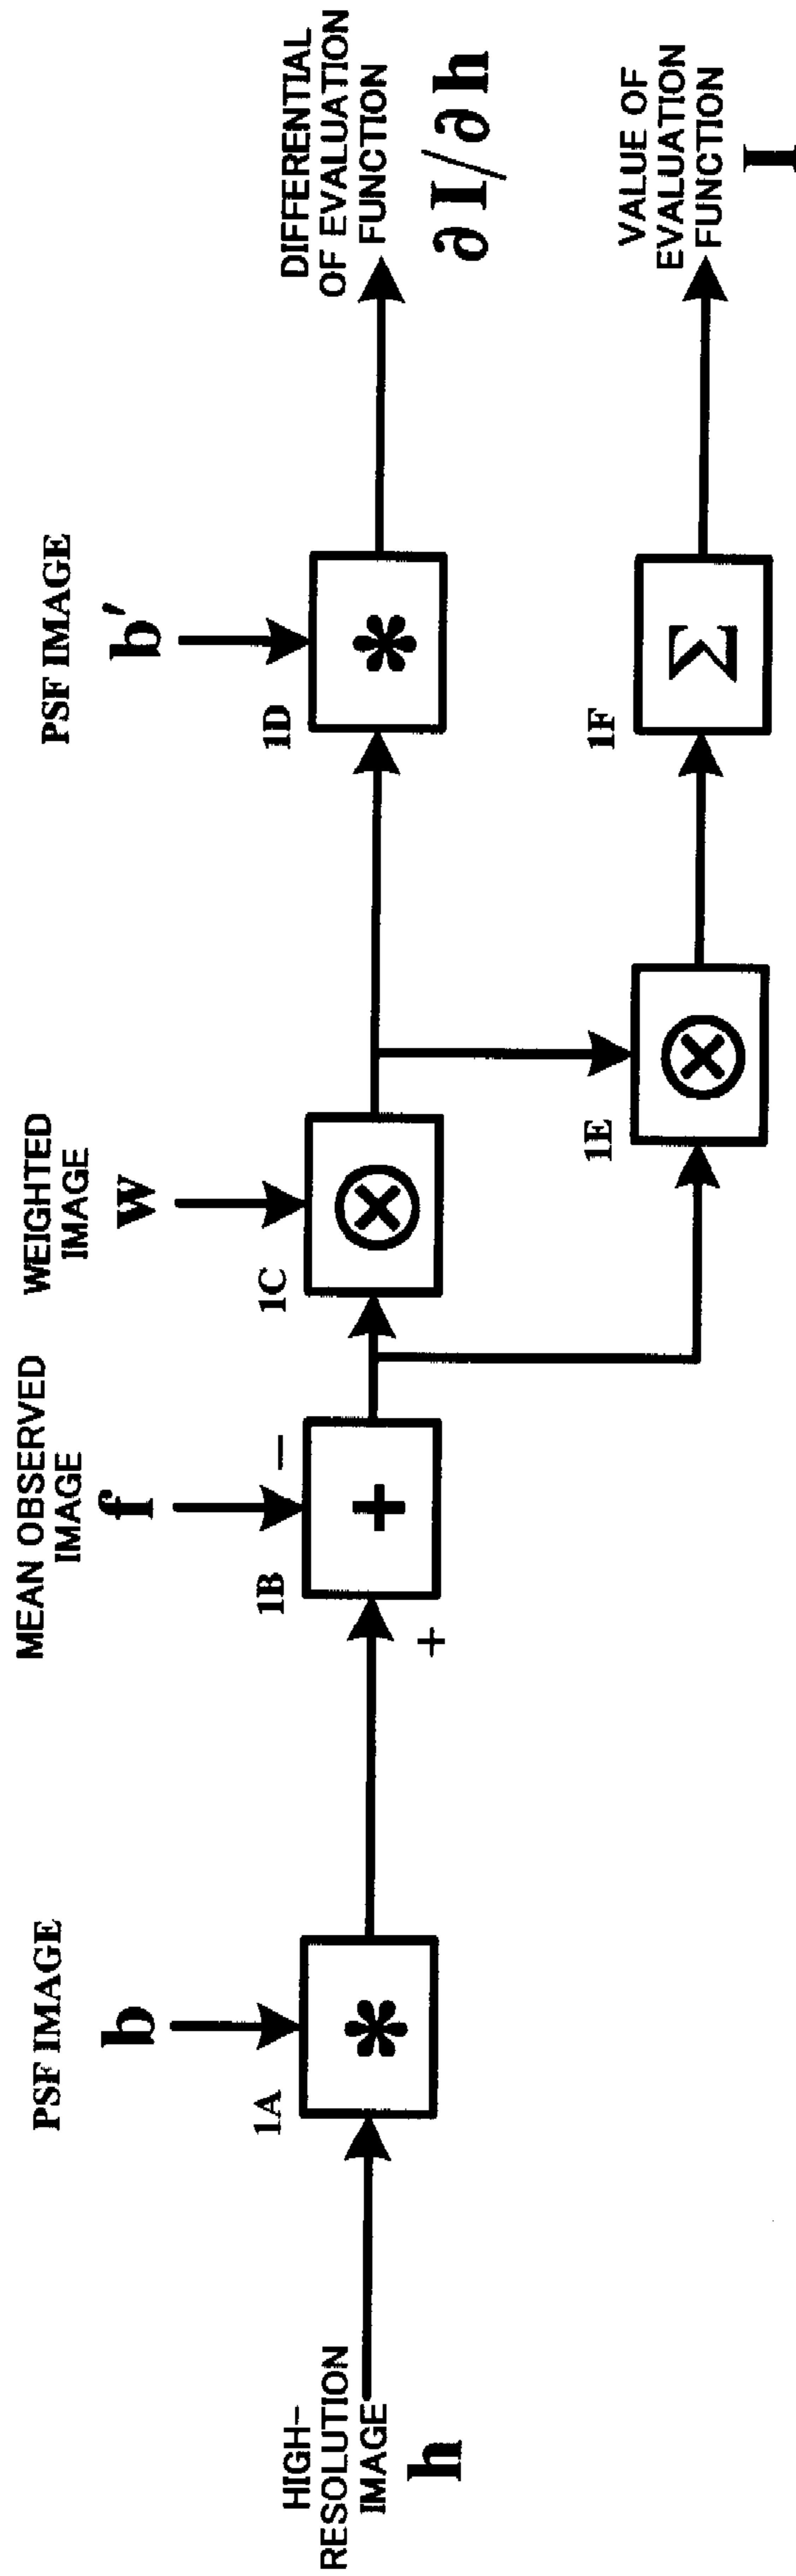 HIGH-
RESOLUTION
IMAGE
h
PSF IMAGE
b
1A
*
+
MEAN OBSERVED
IMAGE
f
−
1B
+
WEIGHTED
IMAGE
w
1C
⊗
1E
⊗
PSF IMAGE
b′
1D
*
1F
Σ
DIFFERENTIAL
OF EVALUATION
FUNCTION
∂I/∂h
VALUE OF
EVALUATION
FUNCTION
I